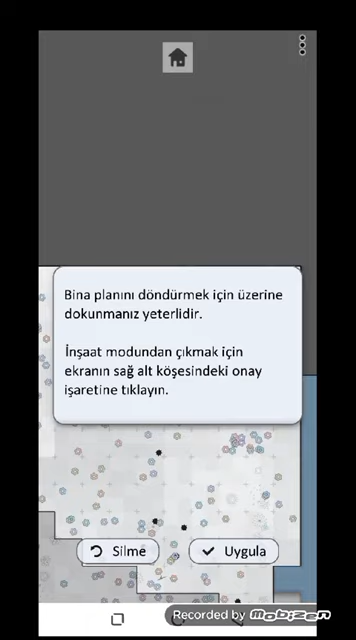 Bina planını döndürmek için üzerine
dokunmanız yeterlidir.
İnşaat modundan çıkmak için
ekranın sağ alt köşesindeki onay
işaretine tıklayın.
Silme
Uygula
Recorded by mobizen